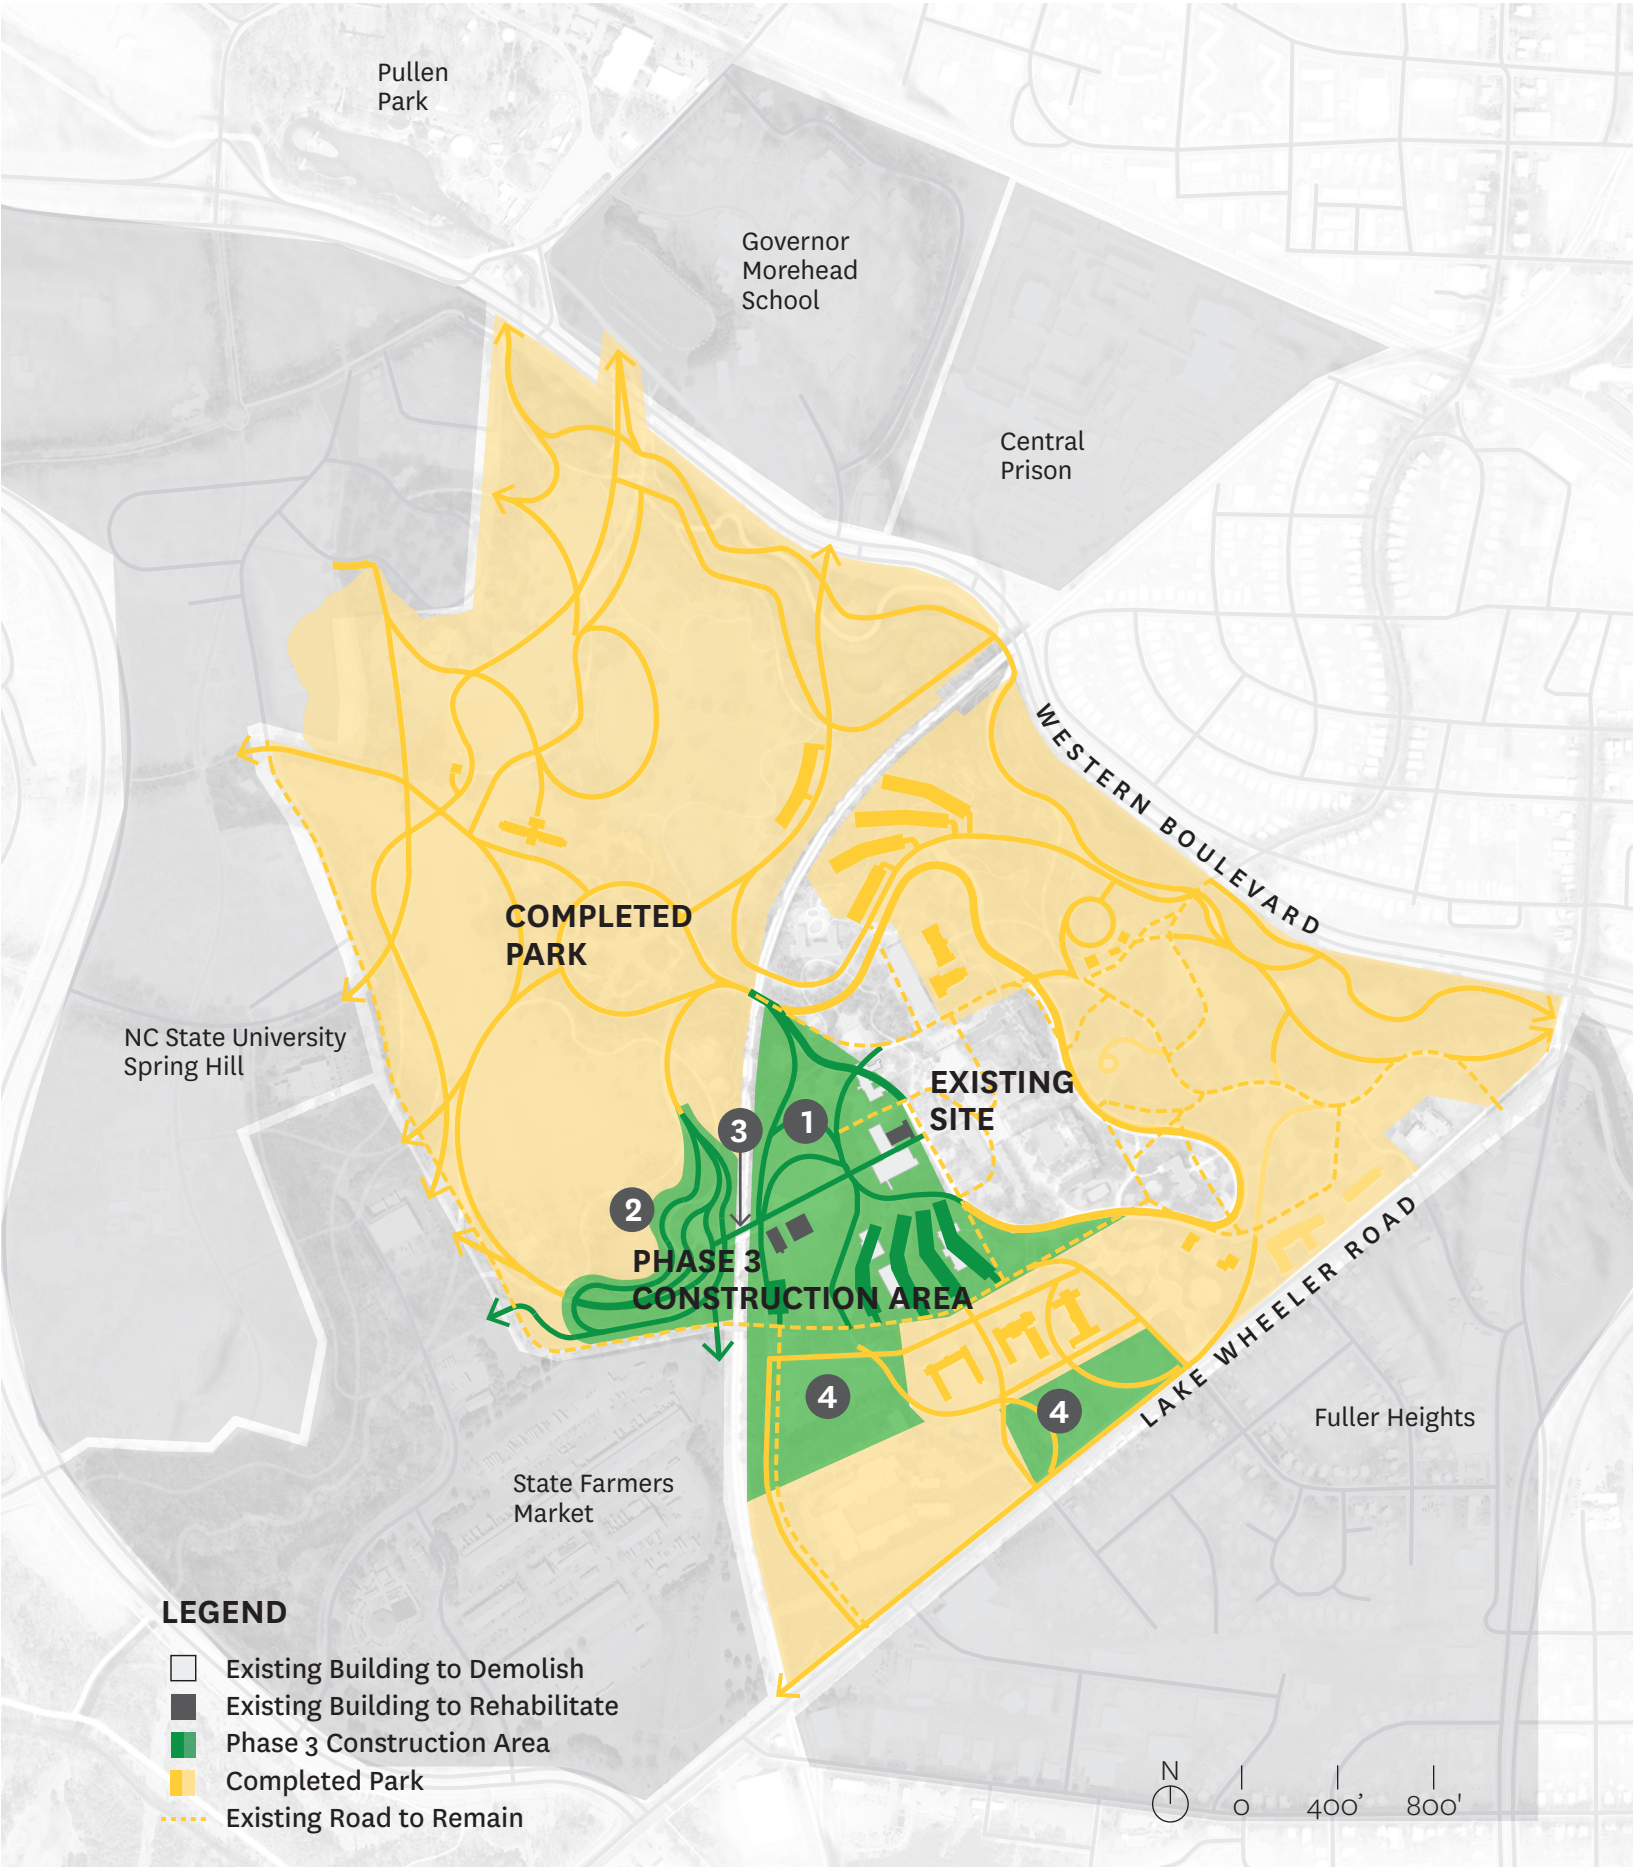 Pullen
Park
Governor
Morehead
School
Central
Prison
WESTERN BOULEVARD
COMPLETED
PARK
NC State University
Spring Hill
EXISTING
SITE
3
1
2
PHASE 3
CONSTRUCTION AREA
4
4
LAKE WHEELER ROAD
Fuller Heights
State Farmers
Market
LEGEND
Existing Building to Demolish
Existing Building to Rehabilitate
Phase 3 Construction Area
Completed Park
Existing Road to Remain
N
0 400' 800'